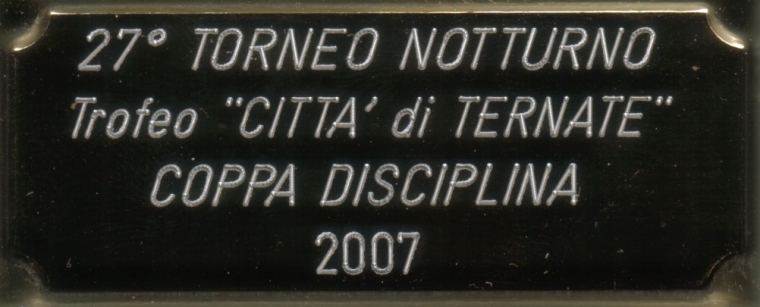 27° TORNEO NOTTURNO
Trofeo "CITTA' di TERNATE"
COPPA DISCIPLINA
2007